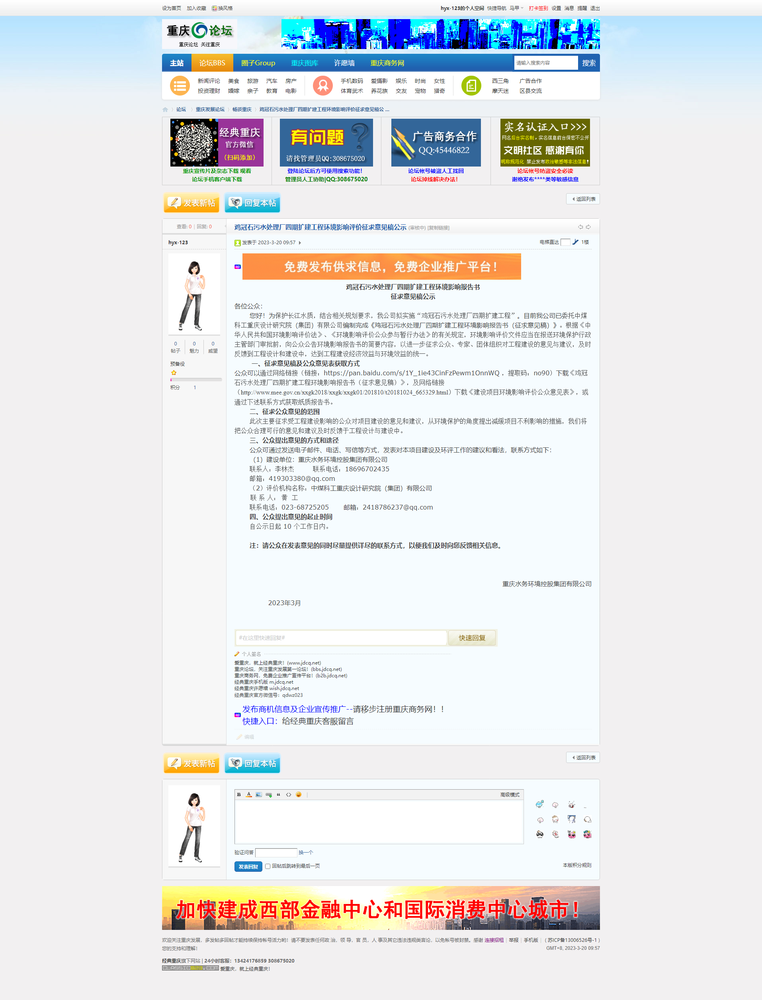 设为首页 加入收藏 换风格
hyx-123的个人空间 快捷导航 马甲 打卡签到 设置 消息 提醒 退出
重庆 论坛
重庆论坛 关注重庆
主站 论坛BBS 圈子Group 重庆图库 许愿墙 重庆商务网 请输入搜索内容 搜索
新闻评论 美食 旅游 汽车 房产 手机数码 爱摄影 娱乐 时尚 女性 西三角 广告合作
投资理财 婚嫁 亲子 教育 电影 体育武术 养花族 交友 宠物 猎奇 摩天迷 区县交流
论坛 重庆发展论坛 畅谈重庆 鸡冠石污水处理厂四期扩建工程环境影响评价征求意见稿公 ...
经典重庆
官方微信
（扫码添加）
重庆宣传片及杂志下载 观看
论坛手机客户端下载
有问题
请找管理员QQ:308675020
登陆论坛后方可使用搜索功能！
管理员人工协助|QQ:308675020
广告商务合作
QQ:45446822
论坛帐号被盗人工找回
论坛掉线解决办法！
实名认证入口>>>
网名后台实名制，实名信息前台保密不公开
文明社区 感谢有你
昵称规范化 禁止发布政治敏感等非法信息！
论坛帐号防盗安全必读
谢绝发布****类等敏感信息
发表新帖 回复本帖 返回列表
查看: 0 | 回复: 0
鸡冠石污水处理厂四期扩建工程环境影响评价征求意见稿公示 (审核中) [复制链接]
hyx-123
发表于 2023-3-20 09:57
电梯直达 1楼
AD
免费发布供求信息，免费企业推广平台！
0 0 0
帖子 魅力 威望
预备役
积分 1
鸡冠石污水处理厂四期扩建工程环境影响报告书
征求意见稿公示
各位公众：
您好！为保护长江水质，结合相关规划要求，我公司拟实施“鸡冠石污水处理厂四期扩建工程”。目前我公司已委托中煤
科工重庆设计研究院（集团）有限公司编制完成《鸡冠石污水处理厂四期扩建工程环境影响报告书（征求意见稿）》。根据《中
华人民共和国环境影响评价法》、《环境影响评价公众参与暂行办法》的有关规定，环境影响评价文件应当在报送环境保护行政
主管部门审批前，向公众公告环境影响报告书的简要内容，以进一步征求公众、专家、团体组织对工程建设的意见与建议，及时
反馈到工程设计和建设中，达到工程建设经济效益与环境效益的统一。
一、征求意见稿及公众意见表获取方式
公众可以通过网络链接（链接：https://pan.baidu.com/s/1Y_1ie43CinFzPewm1OnnWQ ，提取码：no90）下载《鸡冠
石污水处理厂四期扩建工程环境影响报告书（征求意见稿）》，及网络链接
（http://www.mee.gov.cn/xxgk2018/xxgk/xxgk01/201810/t20181024_665329.html）下载《建设项目环境影响评价公众意见表》，或
通过下述联系方式获取纸质报告书。
二、征求公众意见的范围
此次主要征求受工程建设影响的公众对项目建设的意见和建议，从环境保护的角度提出减缓项目不利影响的措施，我们将
把公众合理可行的意见和建议及时反馈于工程设计与建设中。
三、公众提出意见的方式和途径
公众可通过发送电子邮件、电话、写信等方式，发表对本项目建设及环评工作的建议和看法，联系方式如下：
（1）建设单位：重庆水务环境控股集团有限公司
联系人：李林杰 联系电话：18696702435
邮箱：419303380@qq.com
（2）评价机构名称：中煤科工重庆设计研究院（集团）有限公司
联 系 人： 黄 工
联系电话：023-68725205 邮箱：2418786237@qq.com
四、公众提出意见的起止时间
自公示日起 10 个工作日内。
注：请公众在发表意见的同时尽量提供详尽的联系方式，以便我们及时向您反馈相关信息。
重庆水务环境控股集团有限公司
2023年3月
#在这里快速回复# 快速回复
个人签名
爱重庆，就上经典重庆！(www.jdcq.net)
重庆论坛，关注重庆发展第一论坛！(bbs.jdcq.net)
重庆商务网，免费企业推广宣传平台！(b2b.jdcq.net)
经典重庆手机版 m.jdcq.net
经典重庆许愿墙 wish.jdcq.net
经典重庆官方微信号：qdwz023
AD
发布商机信息及企业宣传推广--请移步注册重庆商务网！！
快捷入口：给经典重庆客服留言
编辑
发表新帖 回复本帖 返回列表
B A “ <> 高级模式
验证问答 换一个
发表回复 回帖后跳转到最后一页 本版积分规则
加快建成西部金融中心和国际消费中心城市！
欢迎关注重庆发展，多发帖多回帖才能持续保持帐号活力哟！请不要发表任何政 治，领 导，官 员，人 事及其它违法违规类言论，以免帐号被封禁。感谢 连接招租 | 举报 | 手机版 | ( 苏ICP备13006526号-1 )
您的支持和理解！ GMT+8, 2023-3-20 09:57
经典重庆旗下网站 | 24小时客服：13424176859 308675020
爱重庆，就上经典重庆！